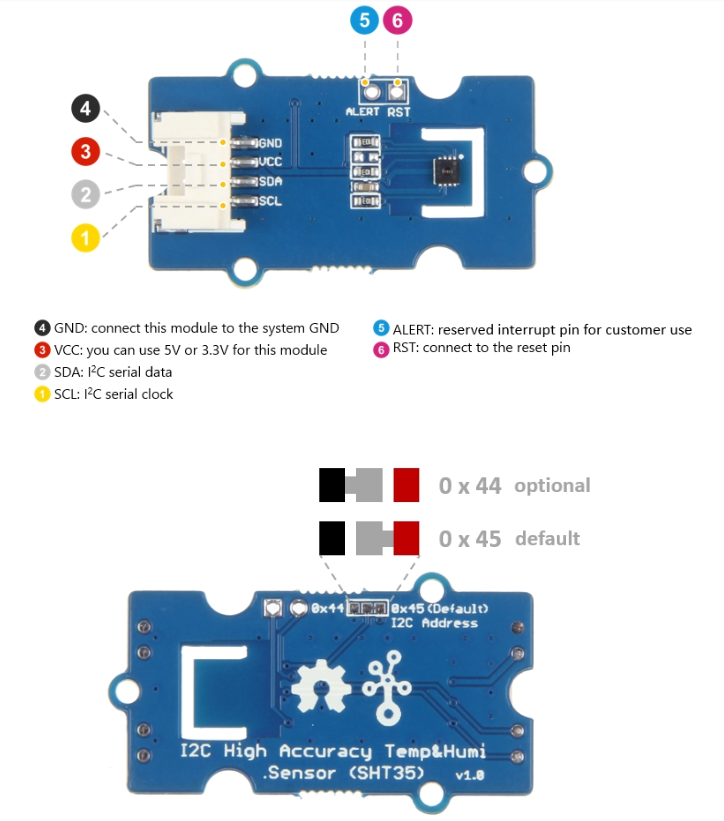 5 6
ALERT RST
4
3
2
1
GND
VCC
SDA
SCL
4 GND: connect this module to the system GND
3 VCC: you can use 5V or 3.3V for this module
2 SDA: I²C serial data
1 SCL: I²C serial clock
5 ALERT: reserved interrupt pin for customer use
6 RST: connect to the reset pin
0 x 44 optional
0 x 45 default
0x44 0x45(Default)
I2C Address
I2C High Accuracy Temp&Humi
.Sensor (SHT35) v1.0